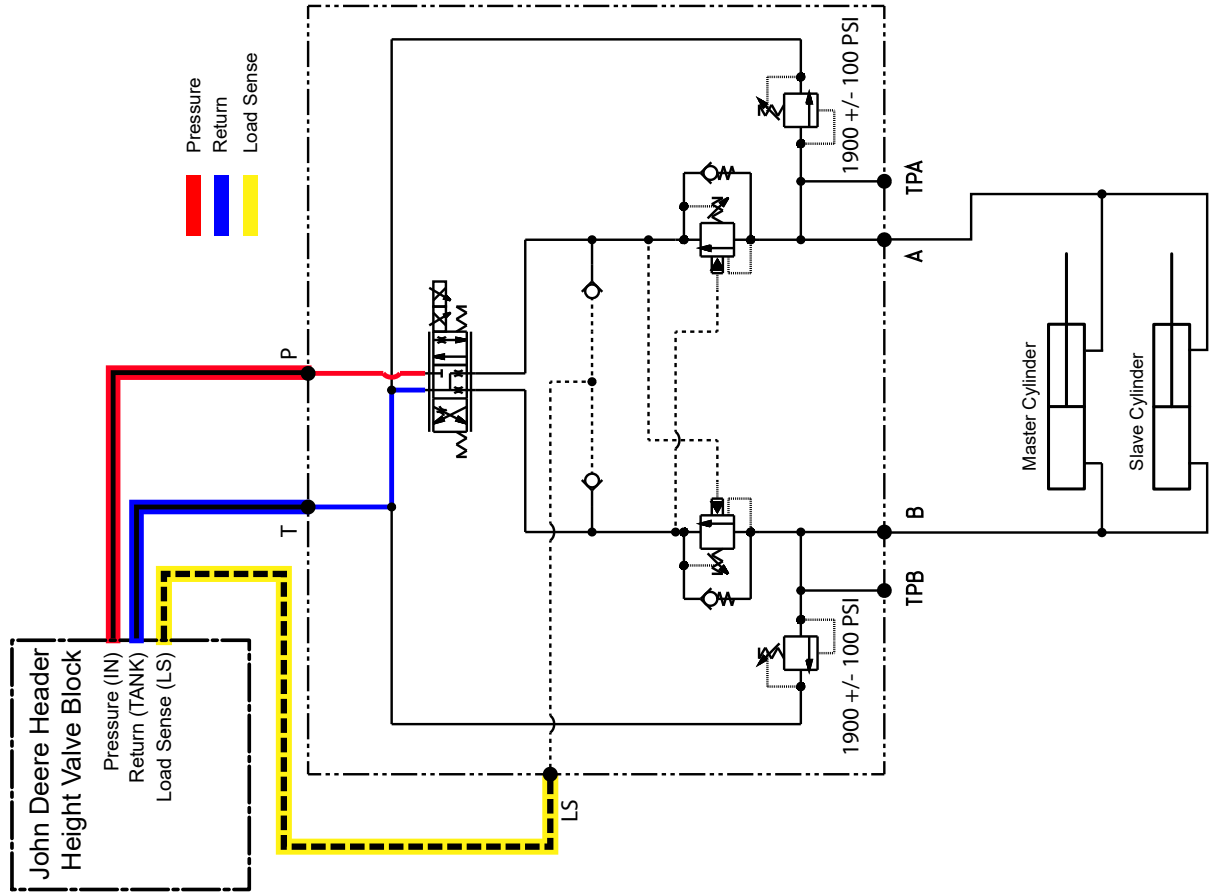 John Deere Header
Height Valve Block
Pressure (IN)
Return (TANK)
Load Sense (LS)
Pressure
Return
Load Sense
T
P
LS
1900 +/- 100 PSI
1900 +/- 100 PSI
TPB
B
A
TPA
Master Cylinder
Slave Cylinder